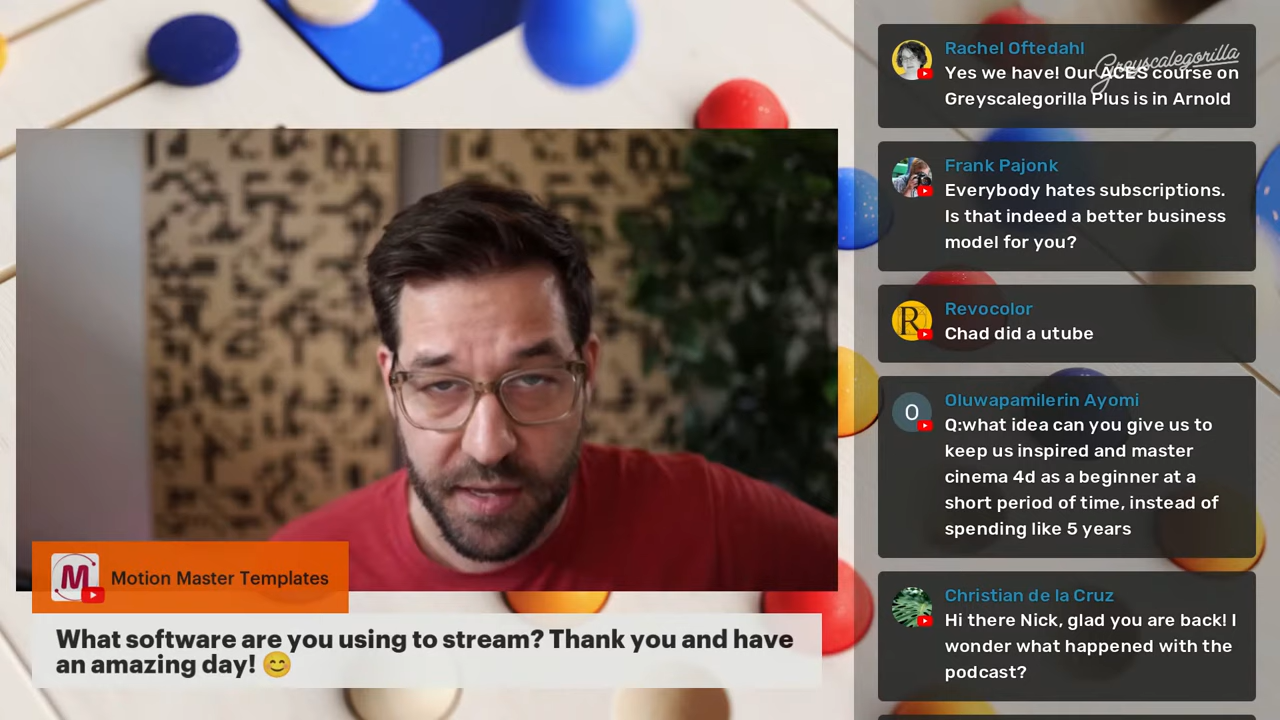 Rachel Oftedahl
Yes we have! Our ACES course on
Greyscalegorilla Plus is in Arnold
Greyscalegorilla
Frank Pajonk
Everybody hates subscriptions.
Is that indeed a better business
model for you?
Revocolor
R
Chad did a utube
Oluwapamilerin Ayomi
O
Q:what idea can you give us to
keep us inspired and master
cinema 4d as a beginner at a
short period of time, instead of
spending like 5 years
Christian de la Cruz
Hi there Nick, glad you are back! I
wonder what happened with the
podcast?
M
Motion Master Templates
What software are you using to stream? Thank you and have
an amazing day! 😊